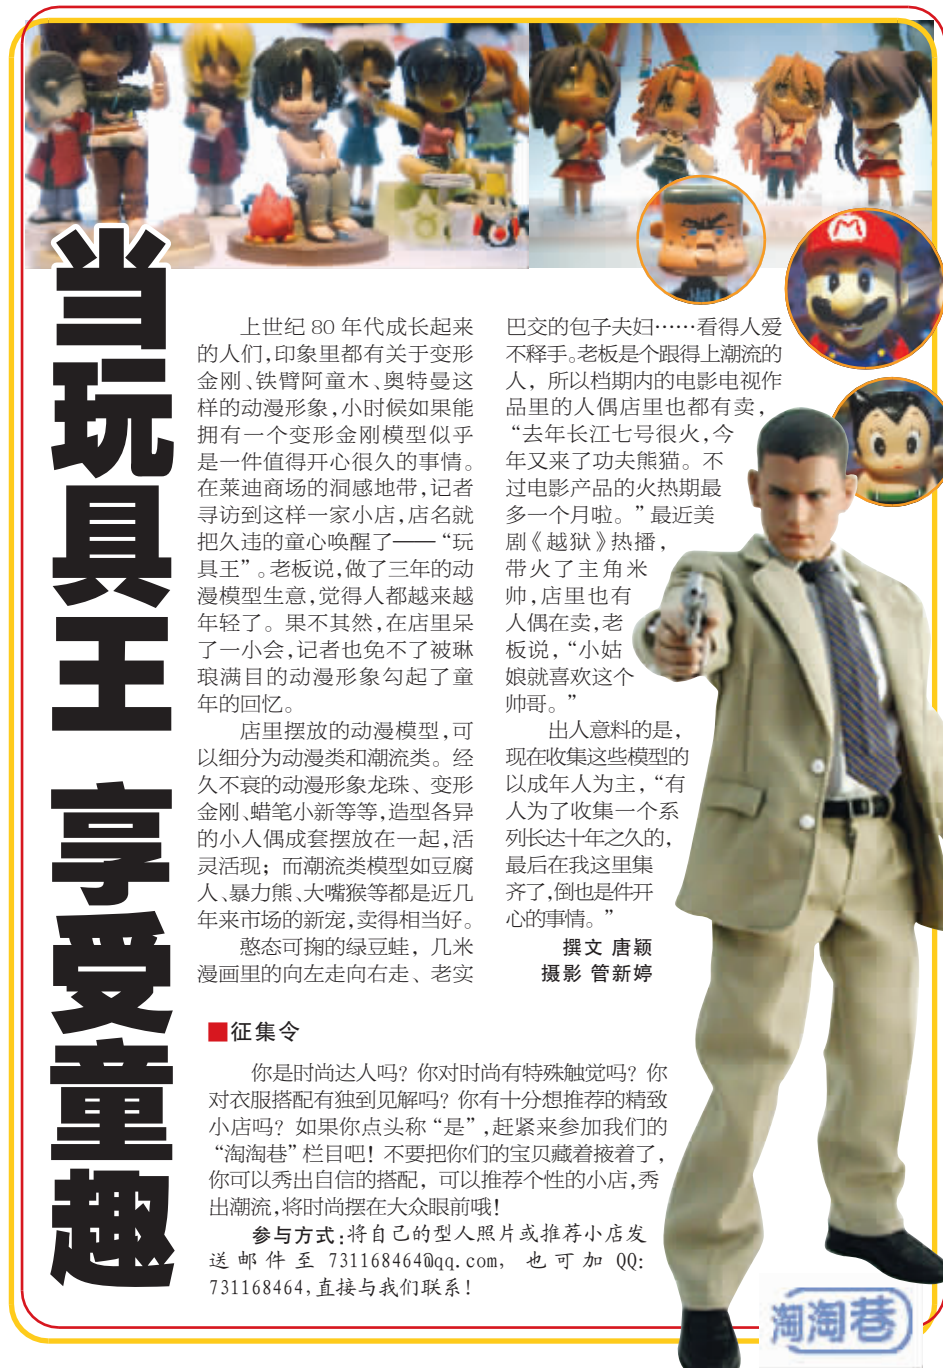 当玩具王 享受童趣
上世纪 80 年代成长起来
的人们,印象里都有关于变形
金刚、铁臂阿童木、奥特曼这
样的动漫形象,小时候如果能
拥有一个变形金刚模型似乎
是一件值得开心很久的事情。
在莱迪商场的洞感地带,记者
寻访到这样一家小店,店名就
把久违的童心唤醒了——“玩
具王”。老板说,做了三年的动
漫模型生意,觉得人都越来越
年轻了。果不其然,在店里呆
了一小会,记者也免不了被琳
琅满目的动漫形象勾起了童
年的回忆。
店里摆放的动漫模型,可
以细分为动漫类和潮流类。经
久不衰的动漫形象龙珠、变形
金刚、蜡笔小新等等,造型各异
的小人偶成套摆放在一起,活
灵活现；而潮流类模型如豆腐
人、暴力熊、大嘴猴等都是近几
年来市场的新宠,卖得相当好。
憨态可掬的绿豆蛙，几米
漫画里的向左走向右走、老实
巴交的包子夫妇……看得人爱
不释手。老板是个跟得上潮流的
人，所以档期内的电影电视作
品里的人偶店里也都有卖，
“去年长江七号很火,今
年又来了功夫熊猫。不
过电影产品的火热期最
多一个月啦。”最近美
剧《越狱》热播，
带火了主角米
帅,店里也有
人偶在卖,老
板说，“小姑
娘就喜欢这个
帅哥。”
出人意料的是，
现在收集这些模型的
以成年人为主，“有
人为了收集一个系
列长达十年之久的，
最后在我这里集
齐了,倒也是件开
心的事情。”
撰文 唐颖
摄影 管新婷
■征集令
你是时尚达人吗？你对时尚有特殊触觉吗？你
对衣服搭配有独到见解吗？你有十分想推荐的精致
小店吗？如果你点头称“是”,赶紧来参加我们的
“淘淘巷”栏目吧！不要把你们的宝贝藏着掖着了，
你可以秀出自信的搭配，可以推荐个性的小店,秀
出潮流,将时尚摆在大众眼前哦！
参与方式:将自己的型人照片或推荐小店发
送邮件至 731168464@qq.com，也可加 QQ:
731168464,直接与我们联系！
M
淘淘巷